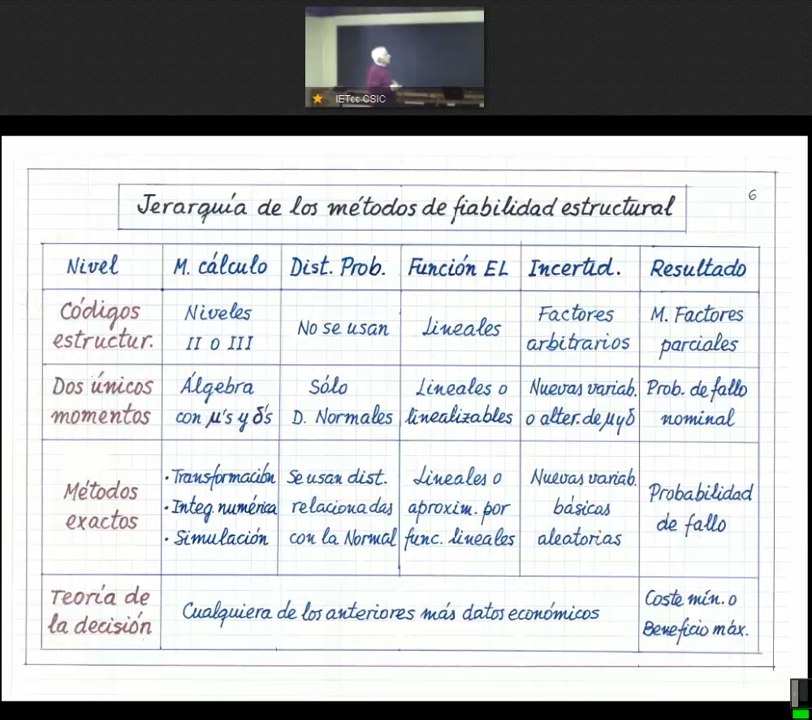 IETcc CSIC
6
Jerarquía de los métodos de fiabilidad estructural
Nivel
M. cálculo
Dist. Prob.
Función EL
Incertid.
Resultado
Códigos
estructur.
Niveles
II o III
No se usan
Lineales
Factores
arbitrarios
M. Factores
parciales
Dos únicos
momentos
Álgebra
con μ's y δ's
Sólo
D. Normales
Lineales o
linealizables
Nuevas variab.
o alter. de μ y δ
Prob. de fallo
nominal
Métodos
exactos
· Transformación
· Integ. numérica
· Simulación
Se usan dist.
relacionadas
con la Normal
Lineales o
aproxim. por
func. lineales
Nuevas variab.
básicas
aleatorias
Probabilidad
de fallo
Teoría de
la decisión
Cualquiera de los anteriores más datos económicos
Coste mín. o
Beneficio máx.